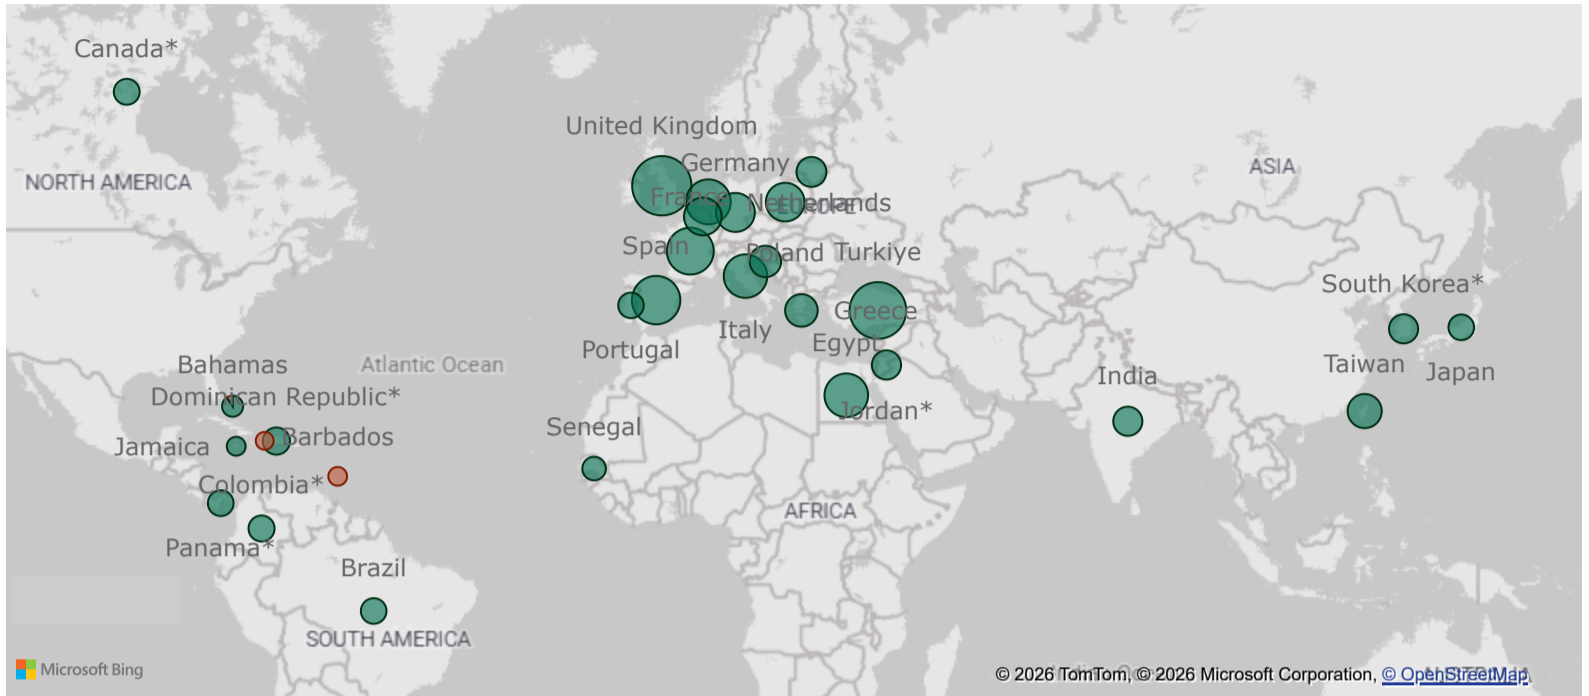 Canada*
United Kingdom
Germany
ASIA
NORTH AMERICA
France
Netherlands
EUROPE
Spain
Poland
Turkiye
South Korea*
Greece
Italy
Egypt
Portugal
Bahamas
Atlantic Ocean
Taiwan
Japan
India
Dominican Republic*
Jordan*
Senegal
Jamaica
Barbados
Colombia*
AFRICA
Panama*
Brazil
SOUTH AMERICA
Microsoft Bing
© 2026 TomTom, © 2026 Microsoft Corporation, © OpenStreetMap